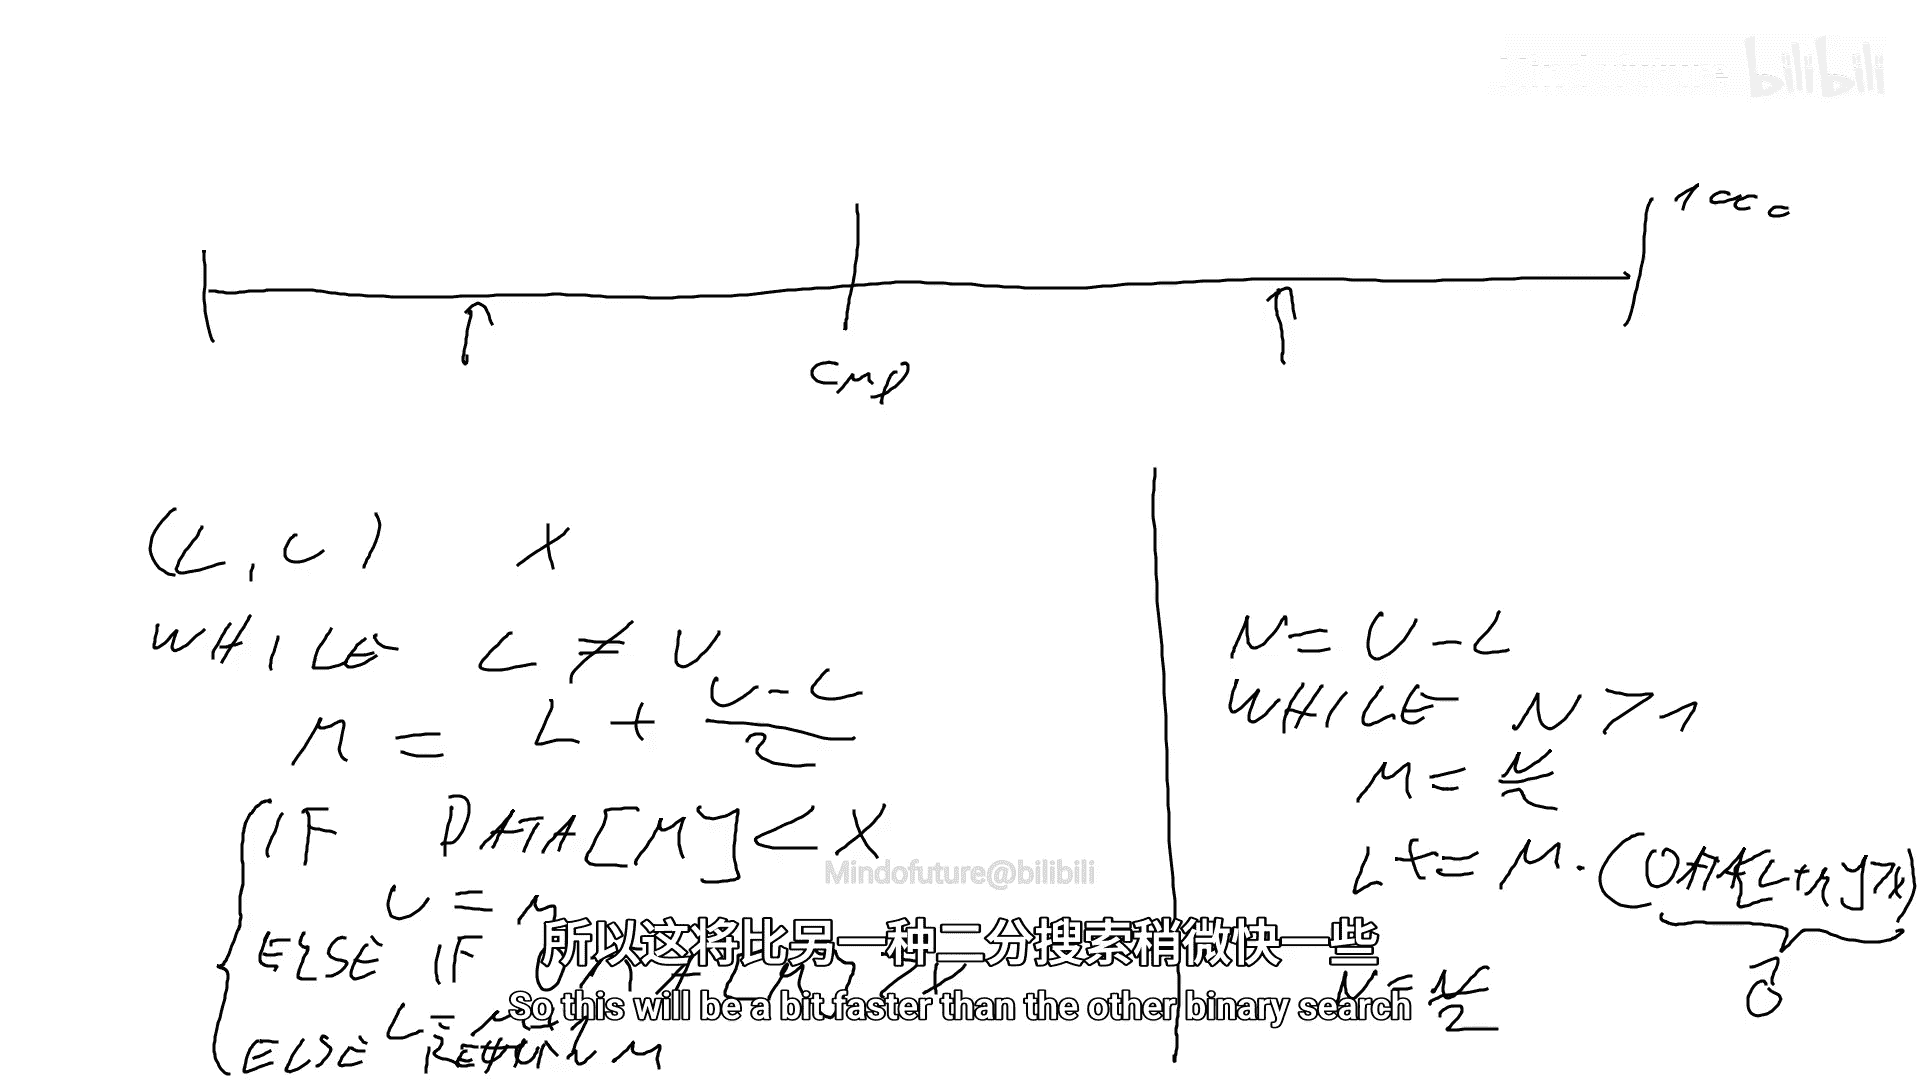 bilibili
1000
CMP
(L, U) X
WHILE L ≠ U
M = L + (U - L) / 2
IF DATA[M] < X
U = M
ELSE IF
L = M+1
ELSE RETURN M
N = U - L
WHILE N > 1
M = N/2
L += M · (DATA[L+M] > X)
0
N = N/2
Mindofuture@bilibili
所以这将比另一种二分搜索稍微快一些
So this will be a bit faster than the other binary search